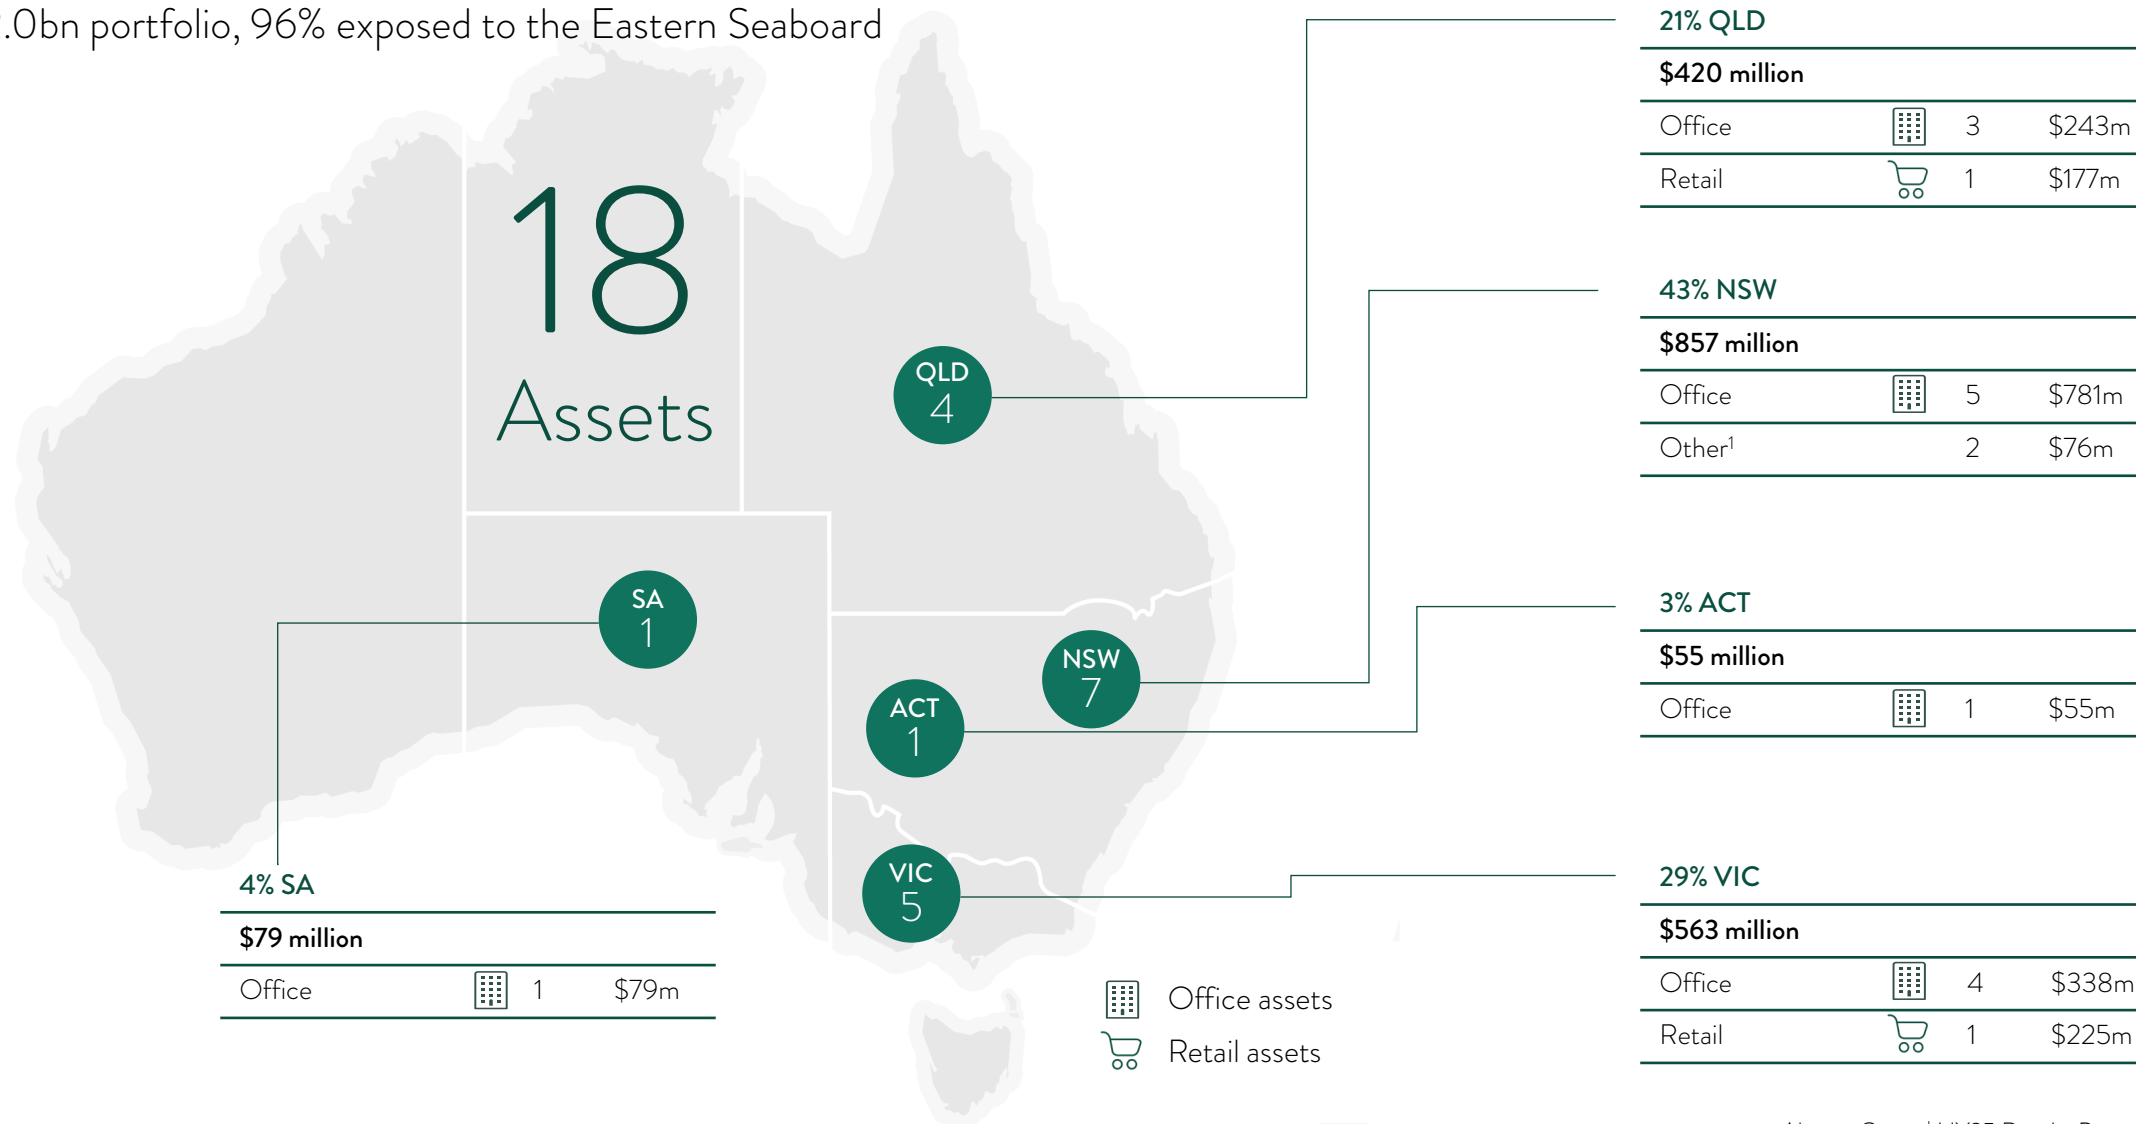 .0bn portfolio, 96% exposed to the Eastern Seaboard
18
Assets
QLD
4
SA
1
NSW
7
ACT
1
VIC
5
21% QLD
$420 million
Office 3 $243m
Retail 1 $177m
43% NSW
$857 million
Office 5 $781m
Other¹ 2 $76m
3% ACT
$55 million
Office 1 $55m
29% VIC
$563 million
Office 4 $338m
Retail 1 $225m
4% SA
$79 million
Office 1 $79m
Office assets
Retail assets